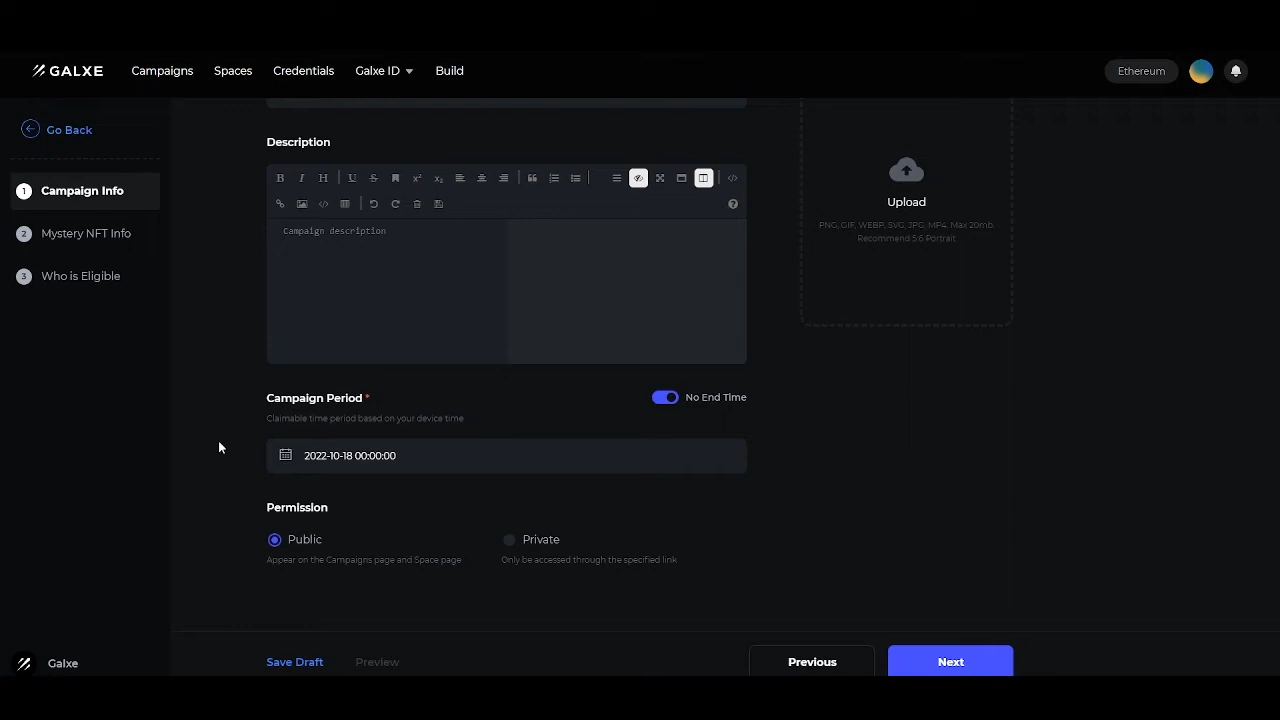 GALXE Campaigns Spaces Credentials Galxe ID Build Ethereum
Go Back
1 Campaign Info
2 Mystery NFT Info
3 Who is Eligible
Description
B I H U S x² x₂
Campaign description
Upload
PNG, GIF, WEBP, SVG, JPG, MP4. Max 20mb.
Recommend 5:6 Portrait
Campaign Period * No End Time
Claimable time period based on your device time
2022-10-18 00:00:00
Permission
Public Private
Appear on the Campaigns page and Space page Only be accessed through the specified link
Galxe Save Draft Preview Previous Next